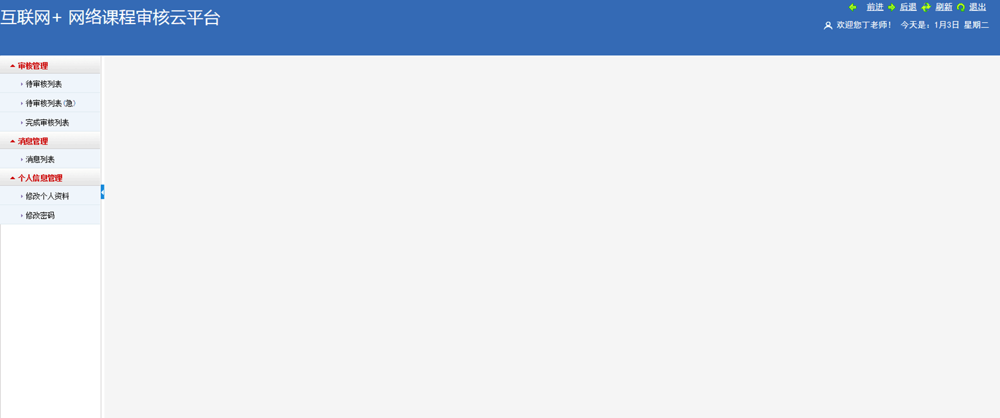 互联网+ 网络课程审核云平台
前进 后退 刷新 退出
欢迎您丁老师! 今天是：1月3日 星期二
审核管理
待审核列表
待审核列表(急)
完成审核列表
消息管理
消息列表
个人信息管理
修改个人资料
修改密码